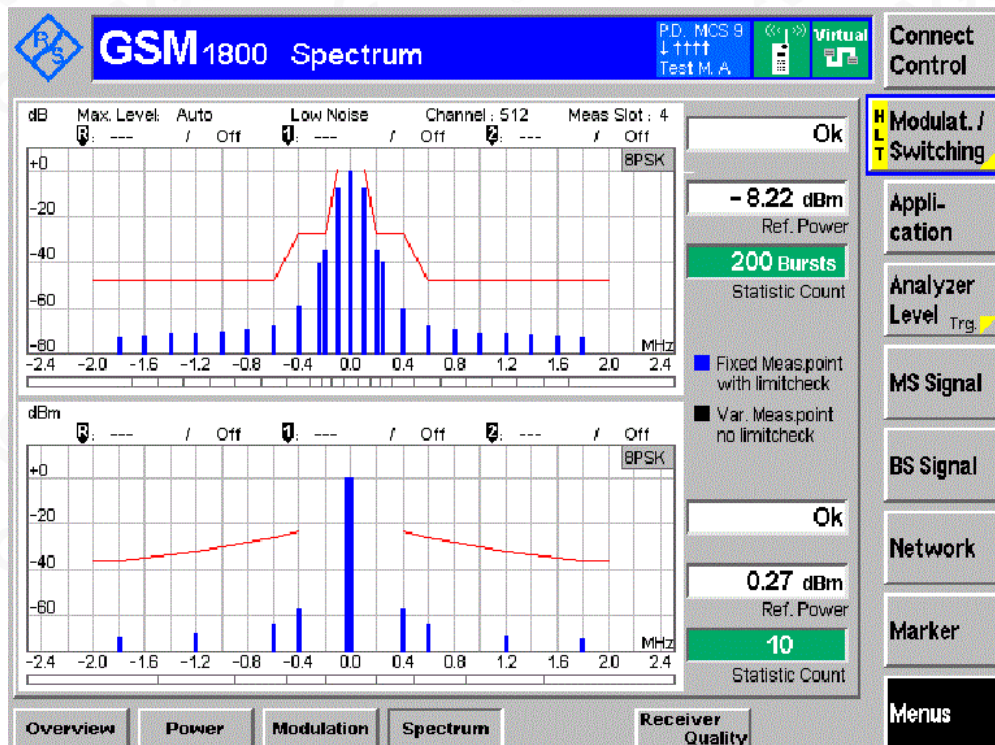 R/S
GSM 1800 Spectrum
P.D. MCS 9
↓ ↑↑↑↑
Test M. A.
Virtual
Connect Control
HLT
Modulat. / Switching
Appli- cation
Analyzer Level Trg.
MS Signal
BS Signal
Network
Marker
Menus
dB Max. Level: Auto Low Noise Channel : 512 Meas Slot : 4
R: --- / Off 1: --- / Off 2: --- / Off
8PSK
+0
-20
-40
-60
-80
MHz
-2.4 -2.0 -1.6 -1.2 -0.8 -0.4 0.0 0.4 0.8 1.2 1.6 2.0 2.4
Ok
- 8.22 dBm
Ref. Power
200 Bursts
Statistic Count
Fixed Meas.point
with limitcheck
Var. Meas.point
no limitcheck
dBm
R: --- / Off 1: --- / Off 2: --- / Off
8PSK
+0
-20
-40
-60
MHz
-2.4 -2.0 -1.6 -1.2 -0.8 -0.4 0.0 0.4 0.8 1.2 1.6 2.0 2.4
Ok
0.27 dBm
Ref. Power
10
Statistic Count
Overview
Power
Modulation
Spectrum
Receiver Quality